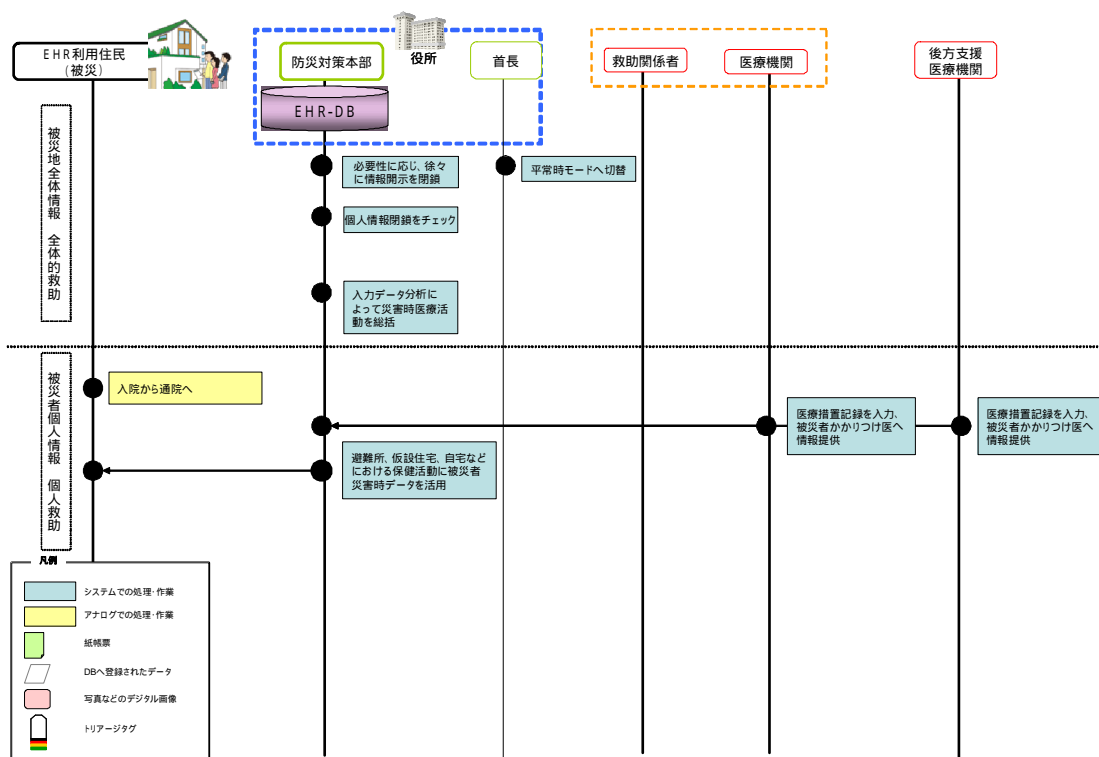 EHR利用住民
(被災)
防災対策本部
役所
首長
救助関係者
医療機関
後方支援
医療機関
EHR-DB
被災地全体情報 全体的救助
必要性に応じ、徐々
に情報開示を閉鎖
平常時モードへ切替
個人情報閉鎖をチェック
入力データ分析に
よって災害時医療活
動を総括
被災者個人情報 個人救助
入院から通院へ
医療措置記録を入力、
被災者かかりつけ医へ
情報提供
医療措置記録を入力、
被災者かかりつけ医へ
情報提供
避難所、仮設住宅、自宅など
における保健活動に被災者
災害時データを活用
凡例
システムでの処理・作業
アナログでの処理・作業
紙帳票
DBへ登録されたデータ
写真などのデジタル画像
トリアージタグ